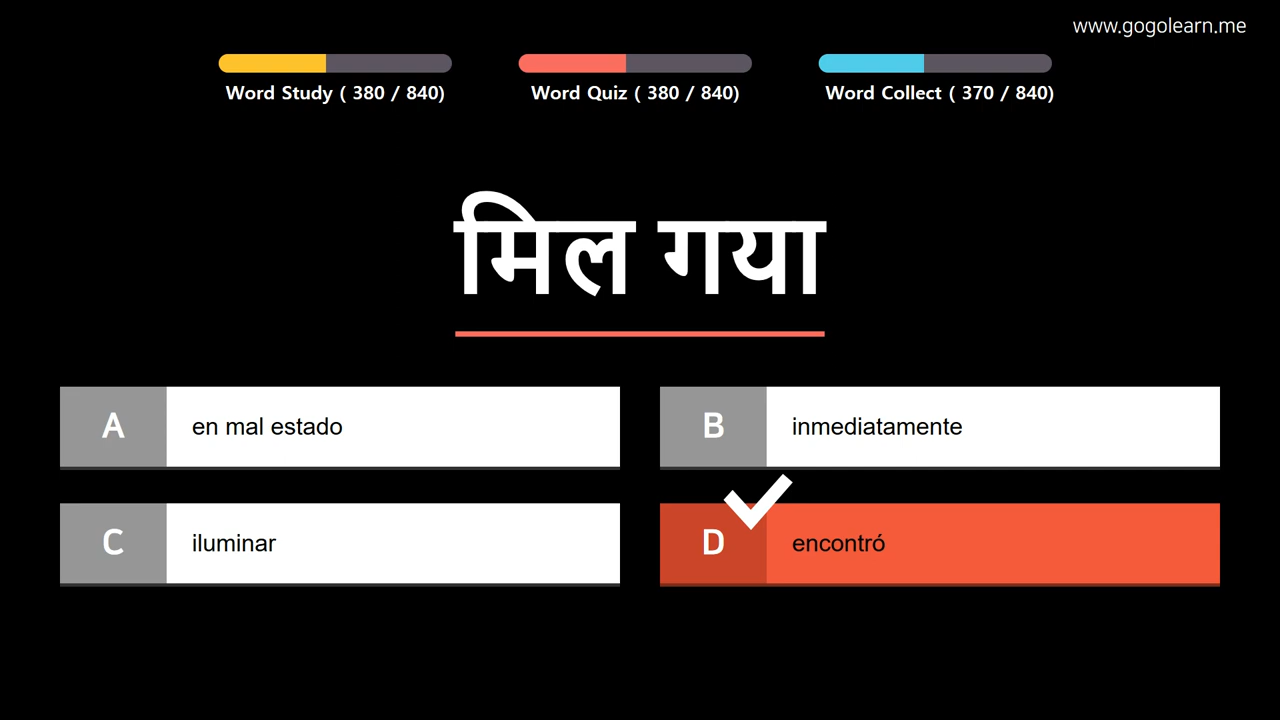 www.gogolearn.me
Word Study ( 380 / 840)
Word Quiz ( 380 / 840)
Word Collect ( 370 / 840)
मिल गया
A en mal estado
B inmediatamente
C iluminar
D encontró